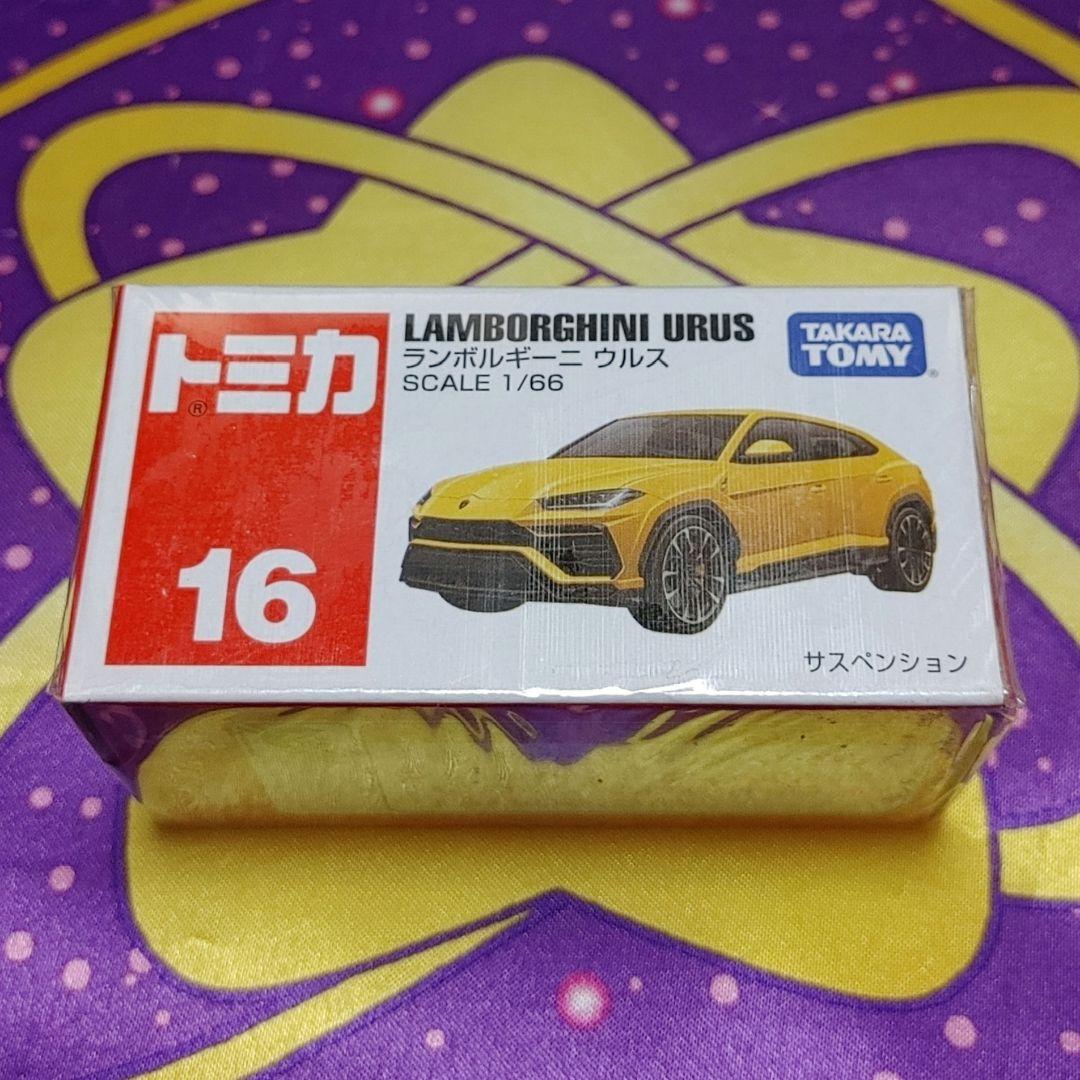 トミカ®
16
LAMBORGHINI URUS
ランボルギーニ ウルス
SCALE 1/66
TAKARA
TOMY®
サスペンション